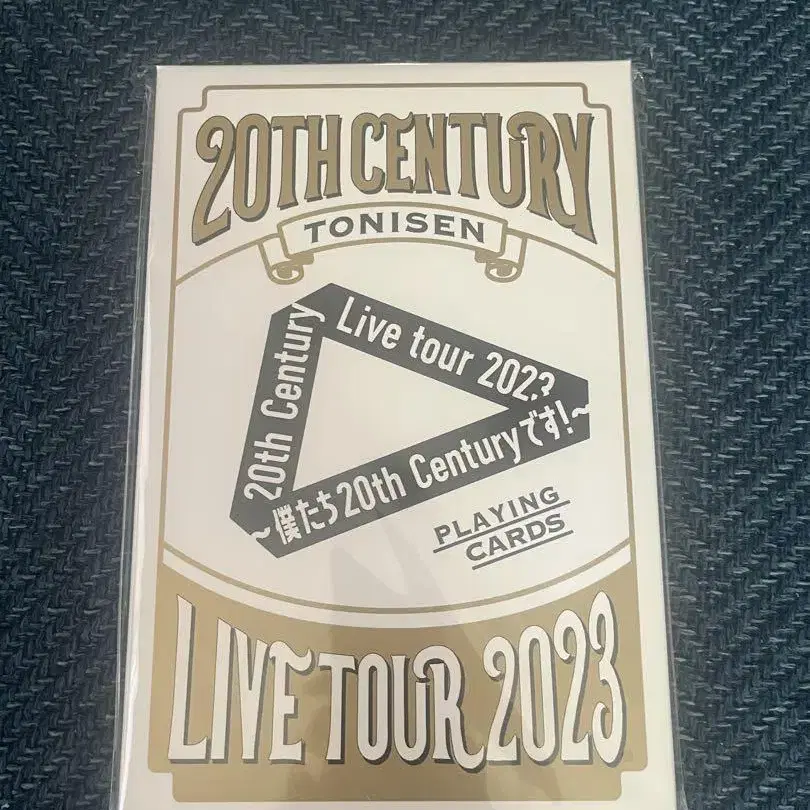 20TH CENTURY
TONISEN
20th Century
Live tour 2023
～僕たち20th Centuryです!～
PLAYING
CARDS
LIVE TOUR 2023